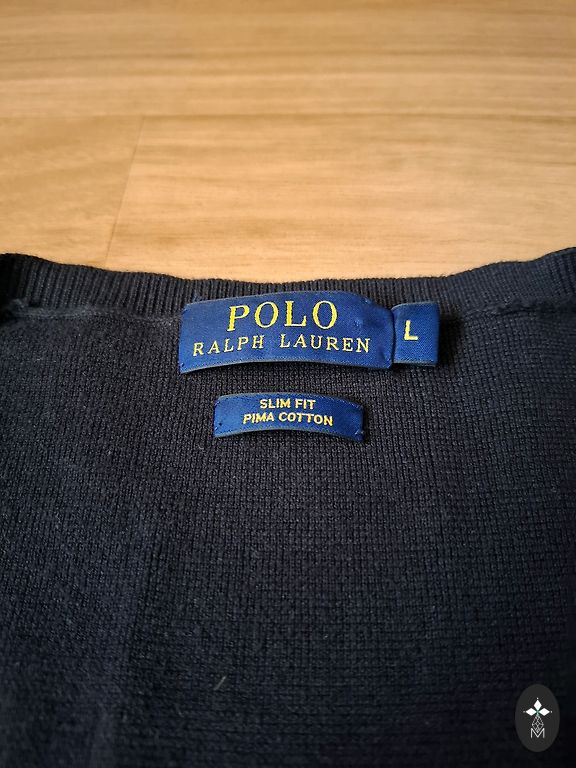 POLO
RALPH LAUREN
L
SLIM FIT
PIMA COTTON
M